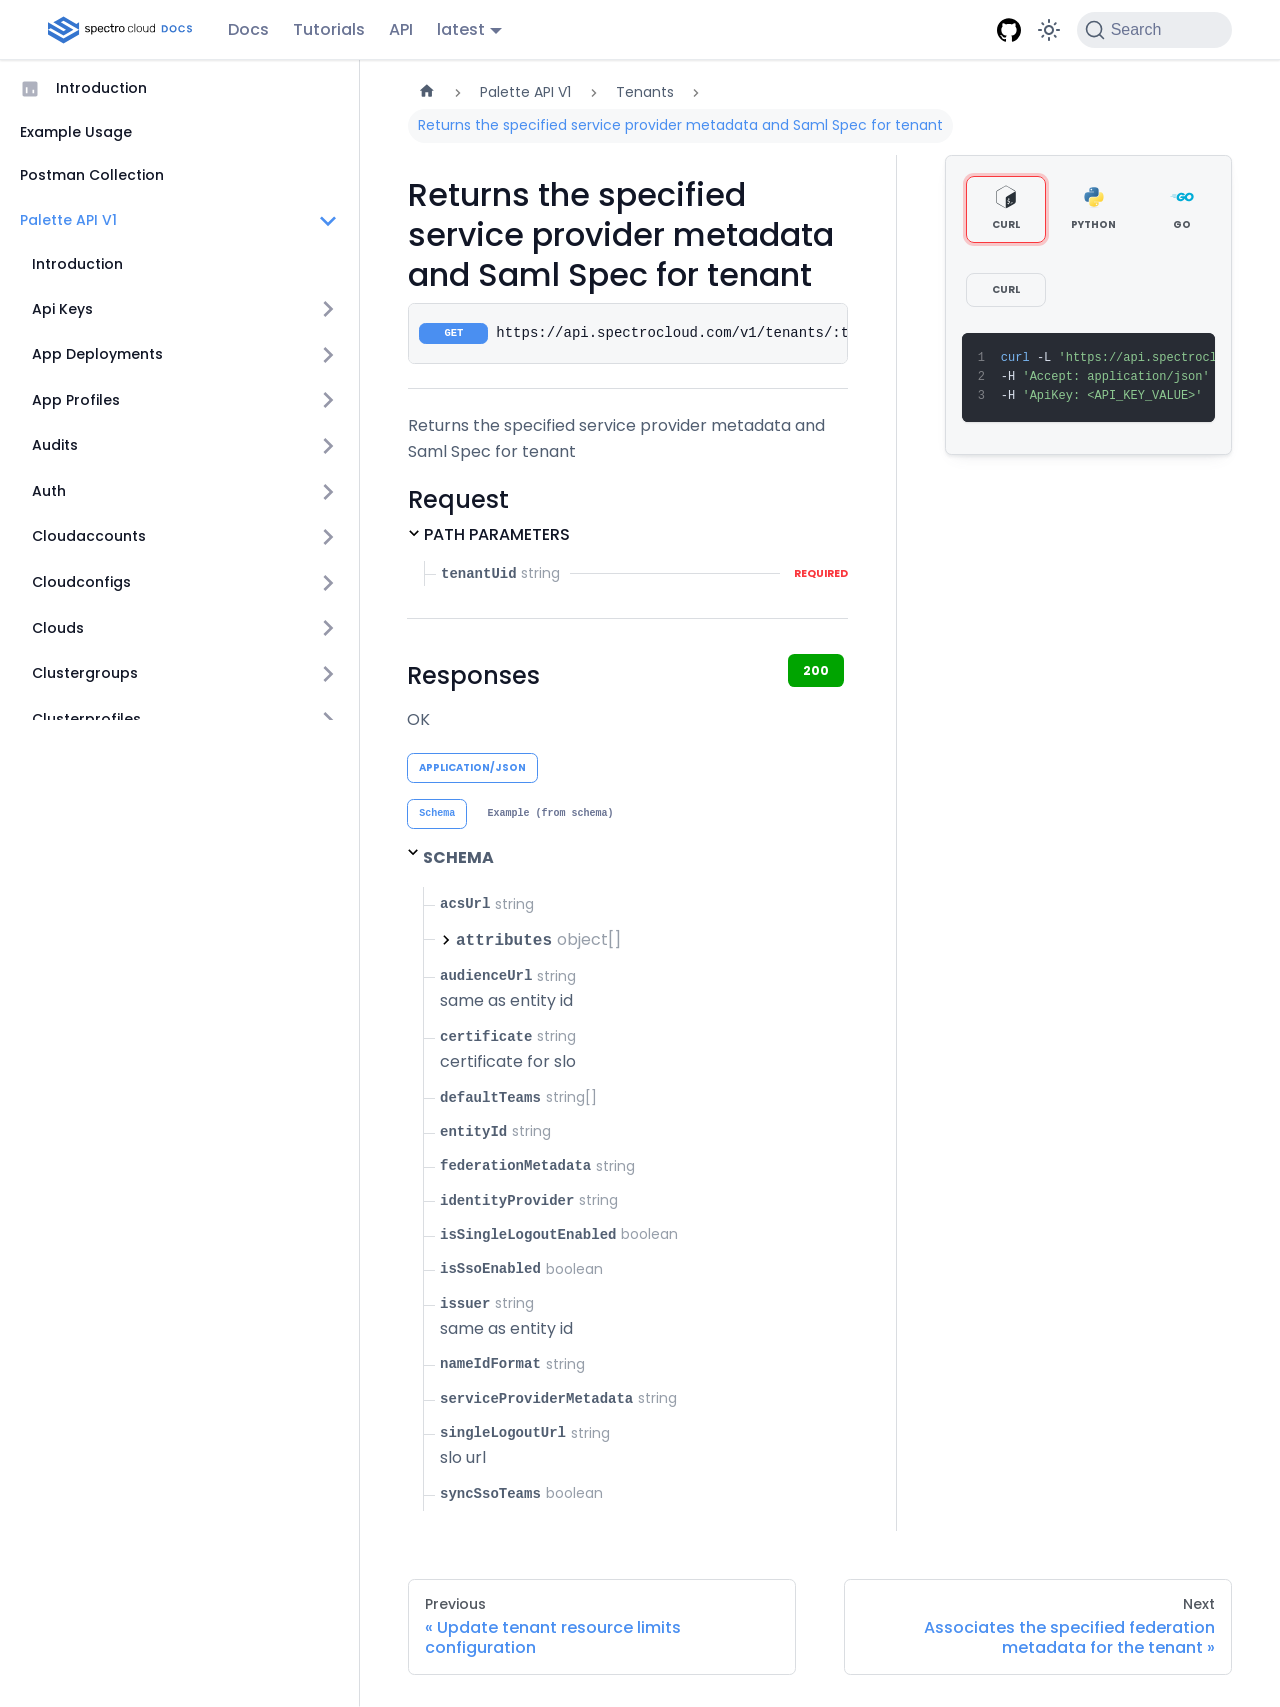 spectro cloud DOCS Docs Tutorials API latest Search
Introduction
Example Usage
Postman Collection
Palette API V1
Introduction
Api Keys
App Deployments
App Profiles
Audits
Auth
Cloudaccounts
Cloudconfigs
Clouds
Clustergroups
Clusterprofiles
Palette API V1 Tenants
Returns the specified service provider metadata and Saml Spec for tenant
Returns the specified
service provider metadata
and Saml Spec for tenant
GET https://api.spectrocloud.com/v1/tenants/:t
Returns the specified service provider metadata and
Saml Spec for tenant
Request
PATH PARAMETERS
tenantUid string REQUIRED
Responses 200
OK
APPLICATION/JSON
Schema Example (from schema)
SCHEMA
acsUrl string
attributes object[]
audienceUrl string
same as entity id
certificate string
certificate for slo
defaultTeams string[]
entityId string
federationMetadata string
identityProvider string
isSingleLogoutEnabled boolean
isSsoEnabled boolean
issuer string
same as entity id
nameIdFormat string
serviceProviderMetadata string
singleLogoutUrl string
slo url
syncSsoTeams boolean
CURL PYTHON GO
CURL
1 curl -L 'https://api.spectrocl
2 -H 'Accept: application/json'
3 -H 'ApiKey: <API_KEY_VALUE>'
Previous
« Update tenant resource limits
configuration
Next
Associates the specified federation
metadata for the tenant »